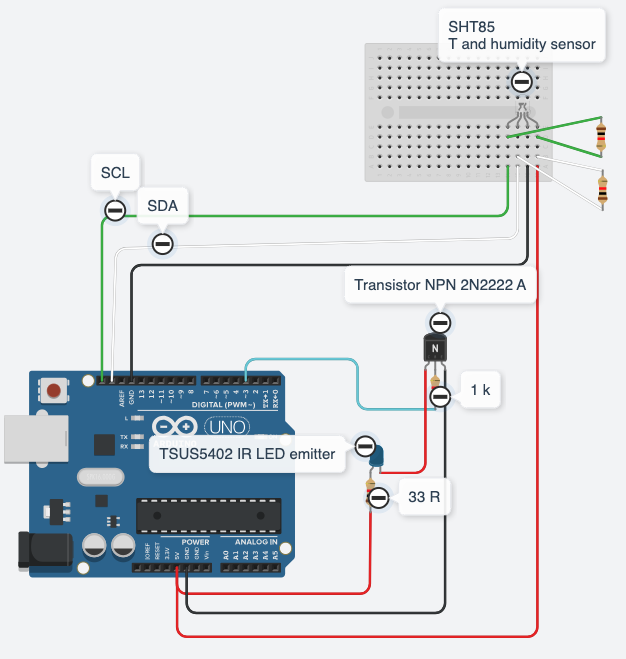 SHT85
T and humidity sensor
SCL
SDA
Transistor NPN 2N2222 A
N
1 k
AREF
GND
13
12
~11
~10
~9
8
7
~6
~5
4
~3
2
TX→1
RX←0
DIGITAL (PWM~)
L
TX
RX
UNO
TSUS5402 IR LED emitter
33 R
POWER
ANALOG IN
IOREF
RESET
3.3V
5V
GND
GND
Vin
A0
A1
A2
A3
A4
A5